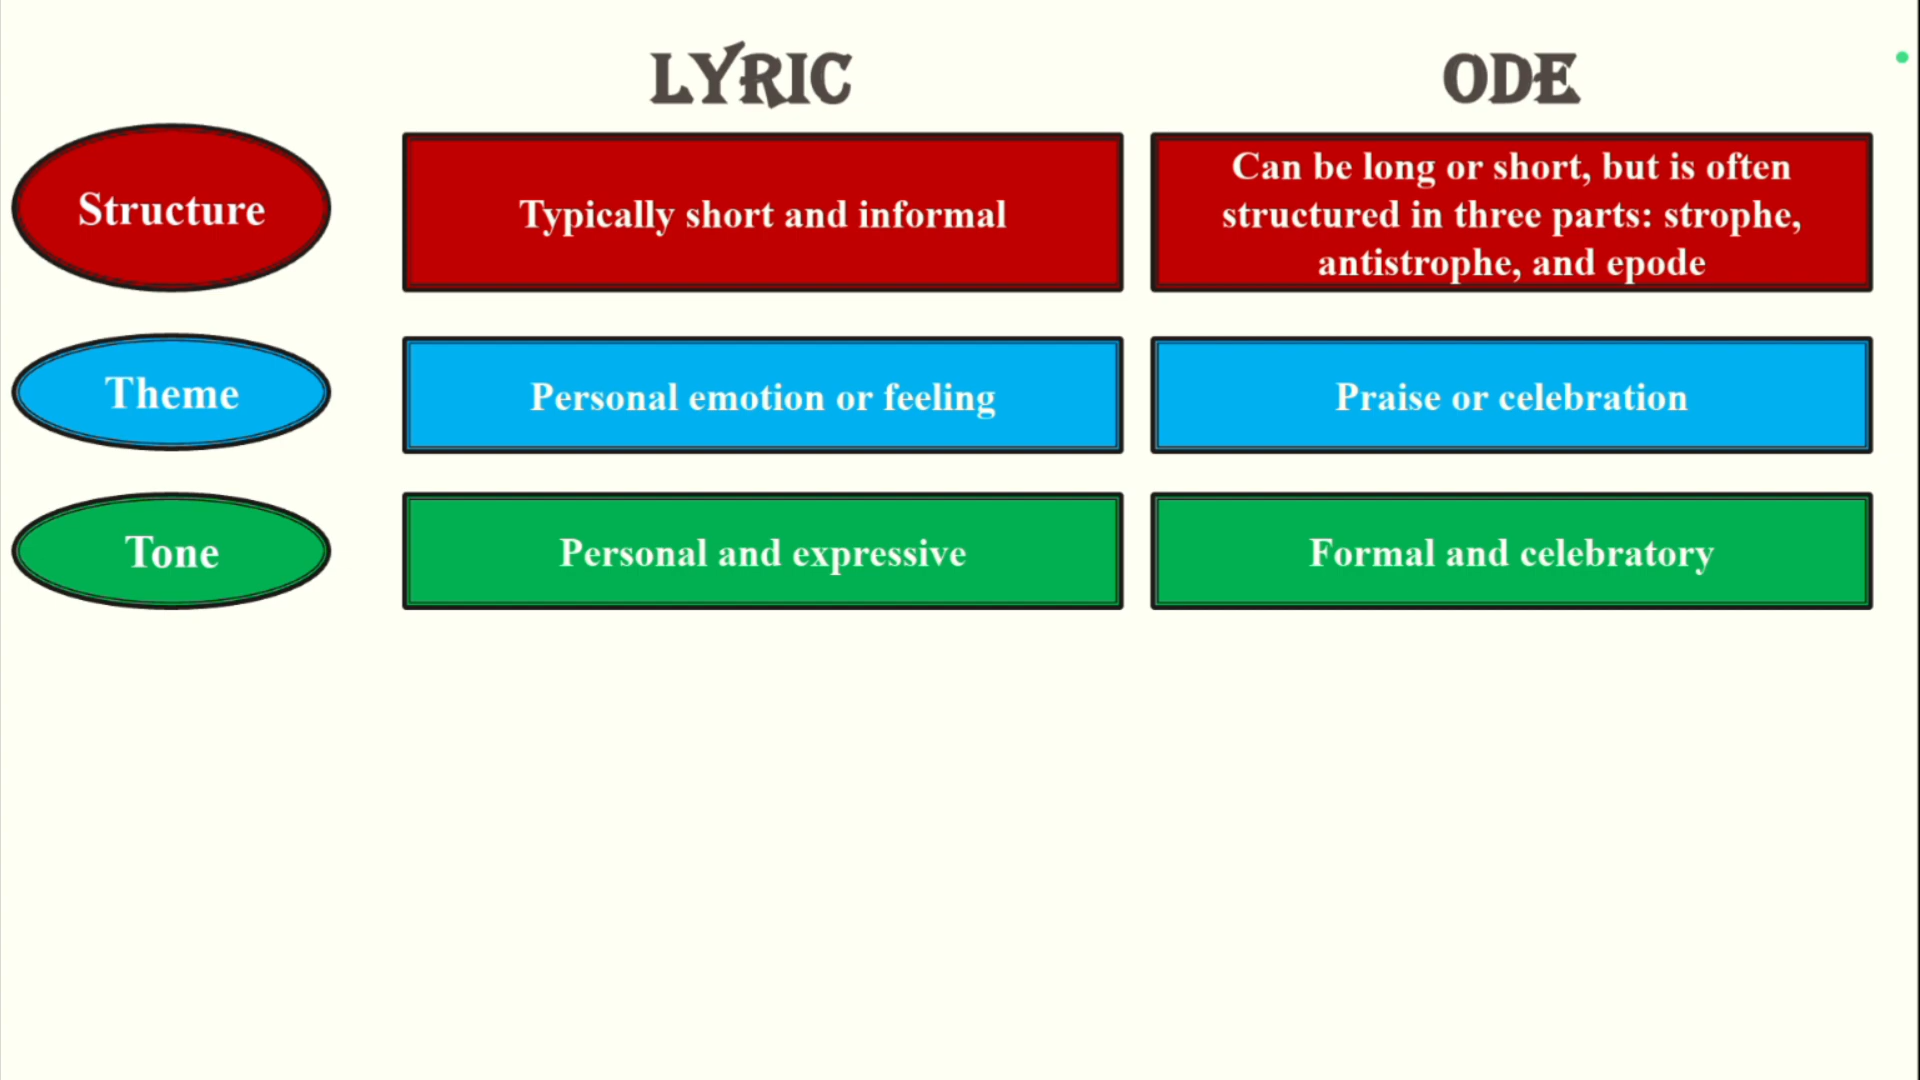 LYRIC
ODE
Structure
Typically short and informal
Can be long or short, but is often
structured in three parts: strophe,
antistrophe, and epode
Theme
Personal emotion or feeling
Praise or celebration
Tone
Personal and expressive
Formal and celebratory